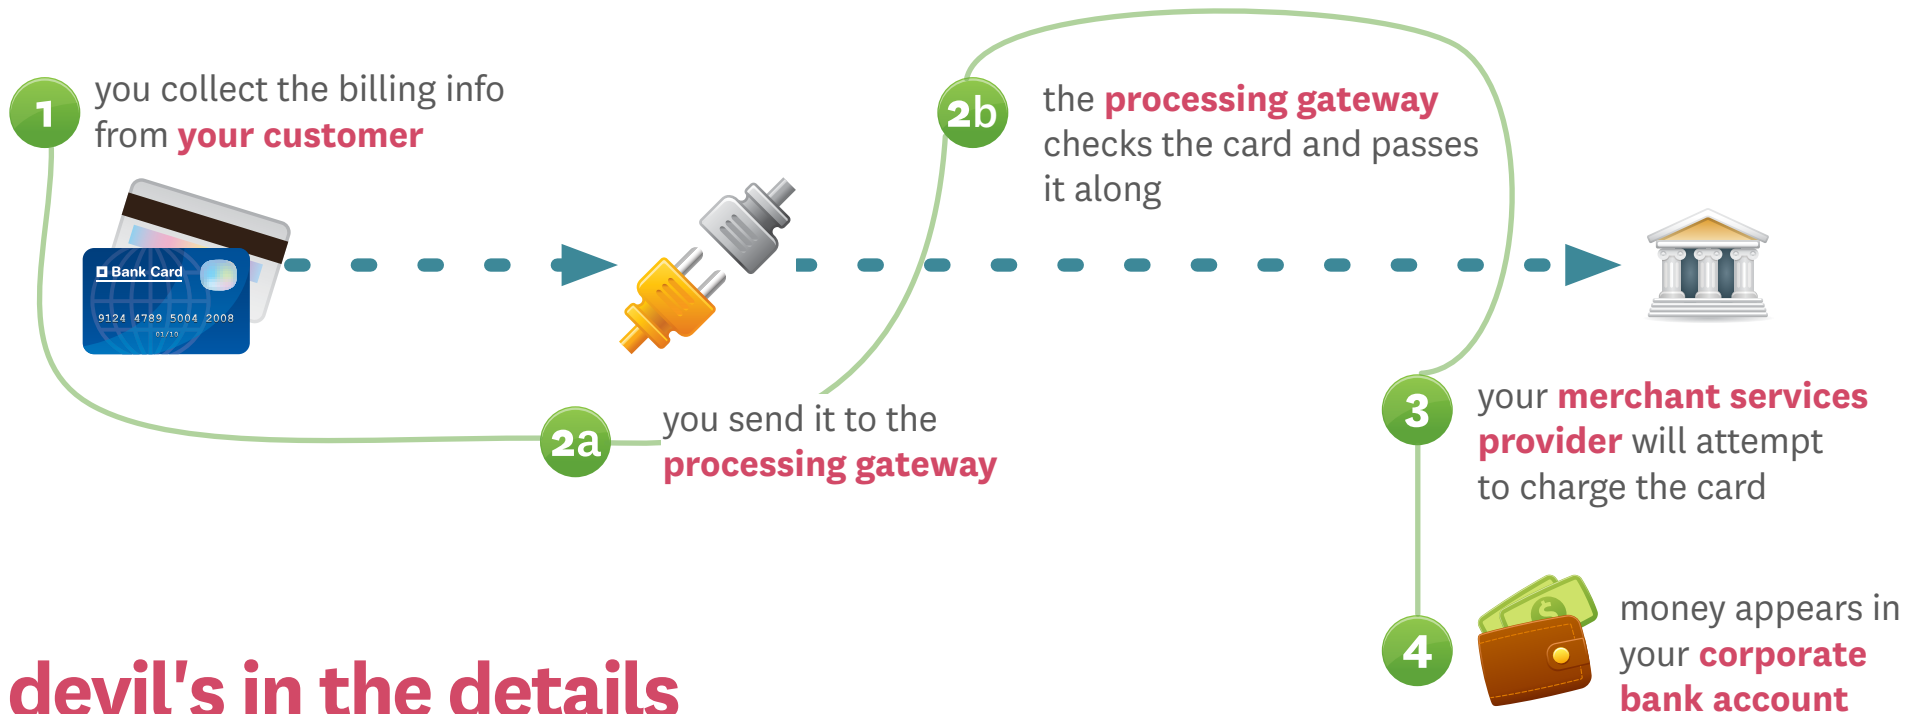 1
you collect the billing info
from your customer
Bank Card
9124 4789 5004 2008
01/10
2a
you send it to the
processing gateway
2b
the processing gateway
checks the card and passes
it along
3
your merchant services
provider will attempt
to charge the card
4
money appears in
your corporate
bank account
devil's in the details